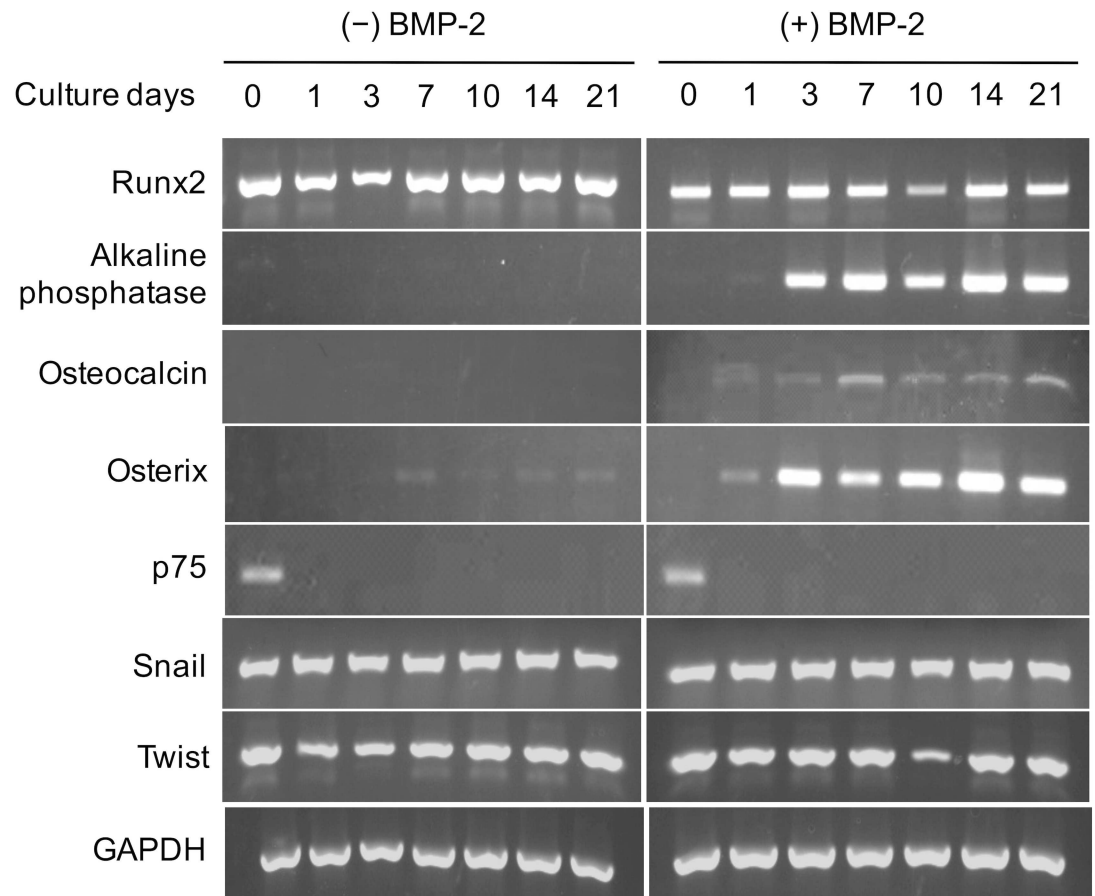 (−) BMP-2 (+) BMP-2
Culture days 0 1 3 7 10 14 21 0 1 3 7 10 14 21
Runx2
Alkaline
phosphatase
Osteocalcin
Osterix
p75
Snail
Twist
GAPDH